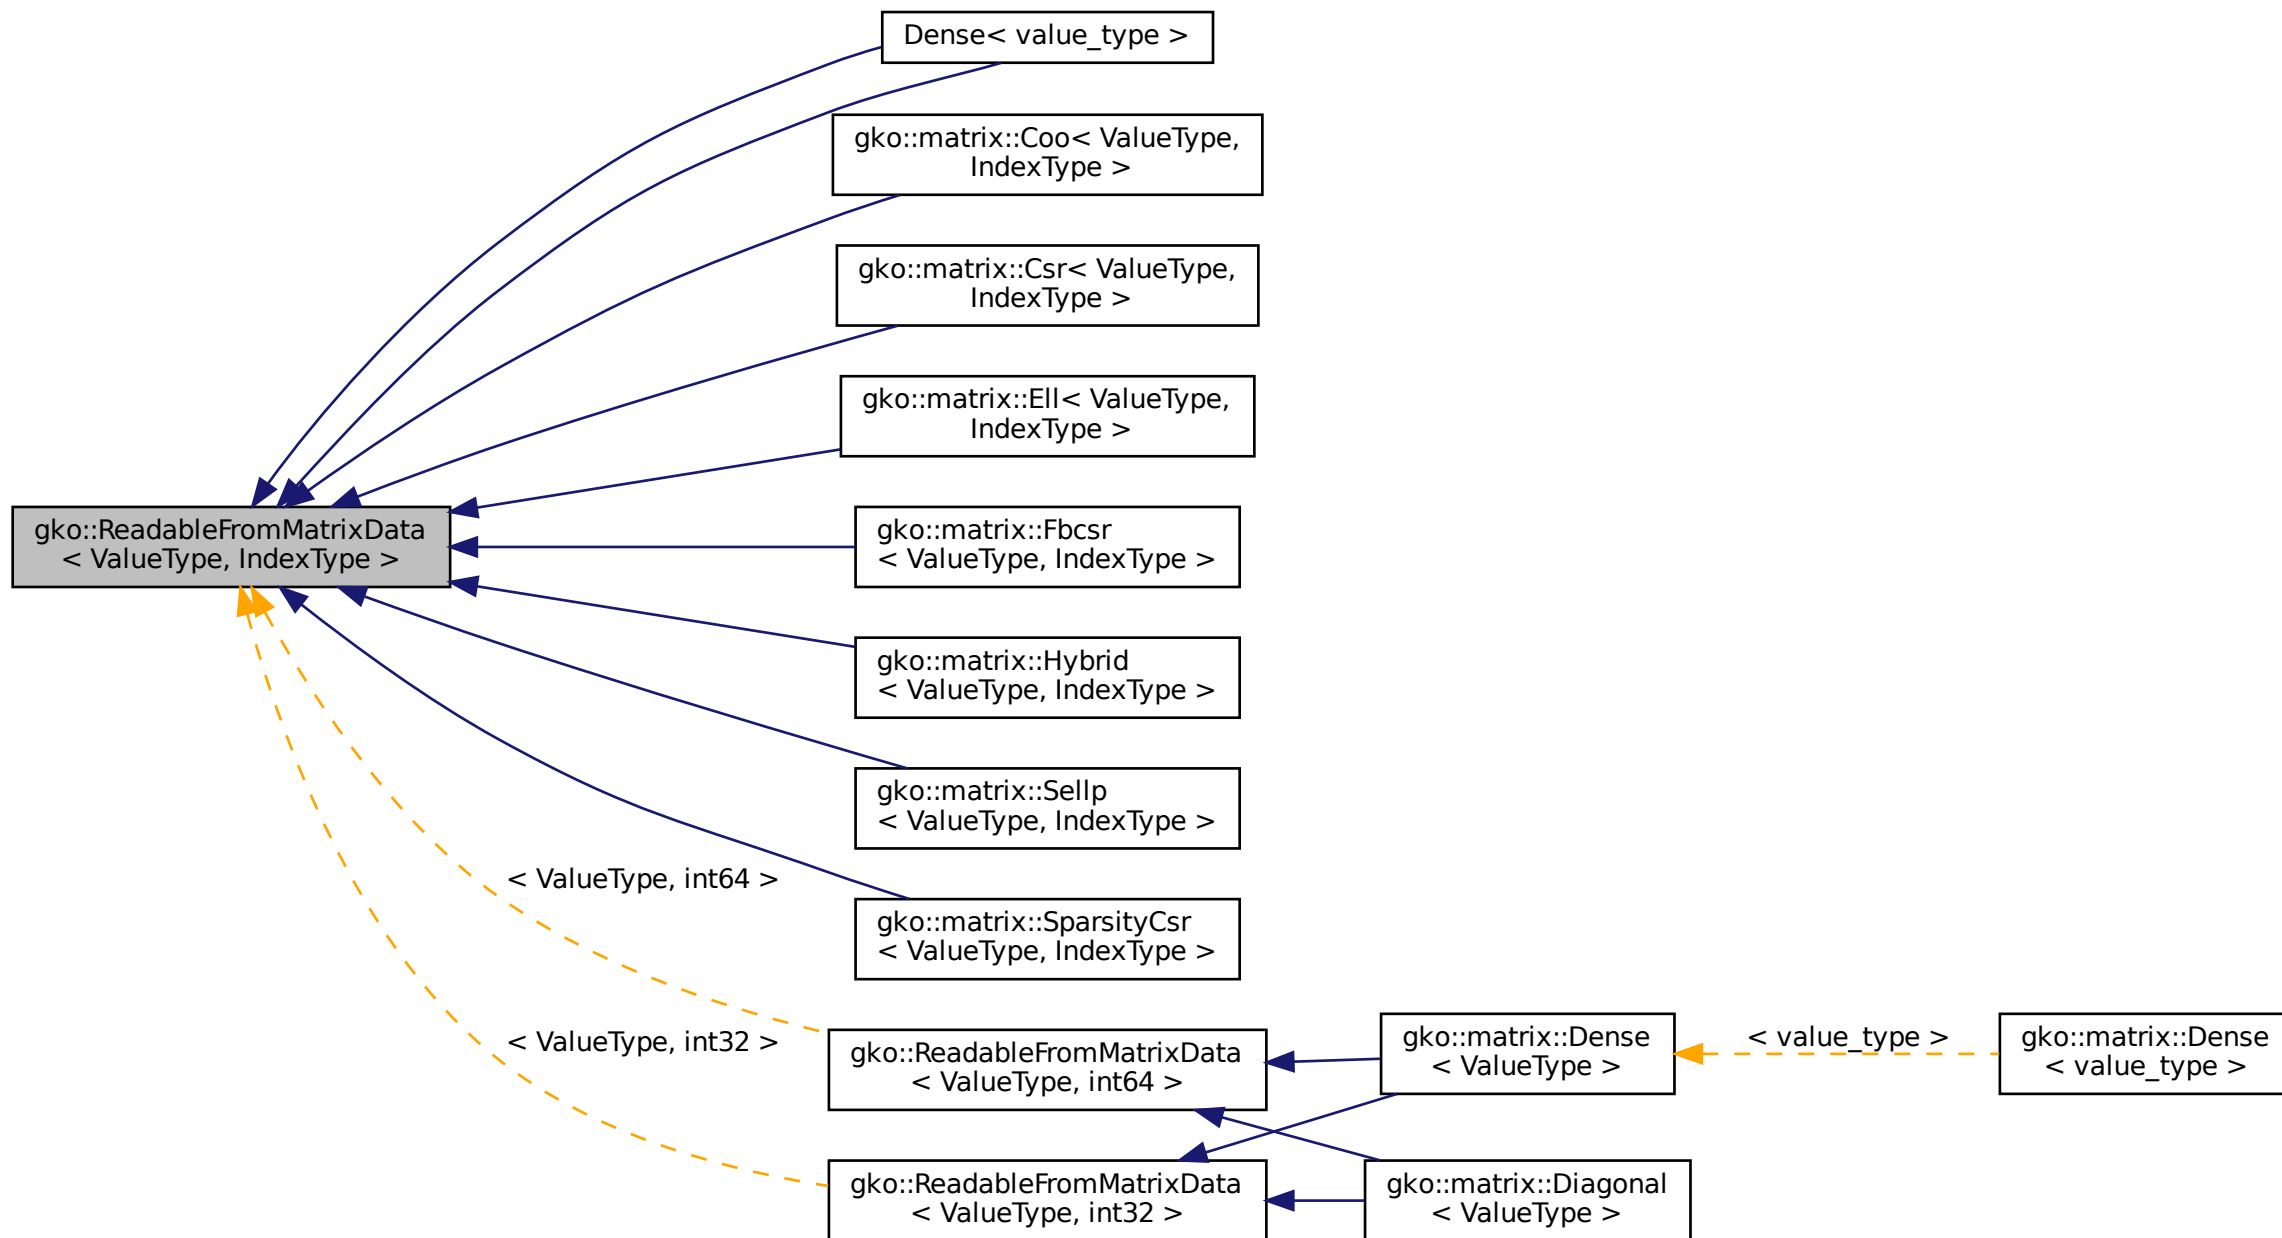 Dense< value_type >
gko::matrix::Coo< ValueType,
IndexType >
gko::matrix::Csr< ValueType,
IndexType >
gko::matrix::Ell< ValueType,
IndexType >
gko::ReadableFromMatrixData
< ValueType, IndexType >
gko::matrix::Fbcsr
< ValueType, IndexType >
gko::matrix::Hybrid
< ValueType, IndexType >
gko::matrix::Sellp
< ValueType, IndexType >
< ValueType, int64 >
gko::matrix::SparsityCsr
< ValueType, IndexType >
< ValueType, int32 >
gko::ReadableFromMatrixData
< ValueType, int64 >
gko::matrix::Dense
< ValueType >
< value_type >
gko::matrix::Dense
< value_type >
gko::ReadableFromMatrixData
< ValueType, int32 >
gko::matrix::Diagonal
< ValueType >